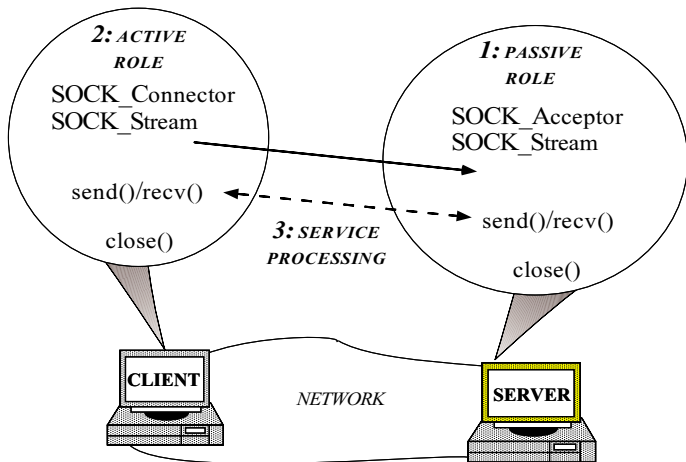 2: ACTIVE
ROLE
SOCK_Connector
SOCK_Stream
send()/recv()
close()
1: PASSIVE
ROLE
SOCK_Acceptor
SOCK_Stream
send()/recv()
close()
3: SERVICE
PROCESSING
CLIENT
NETWORK
SERVER